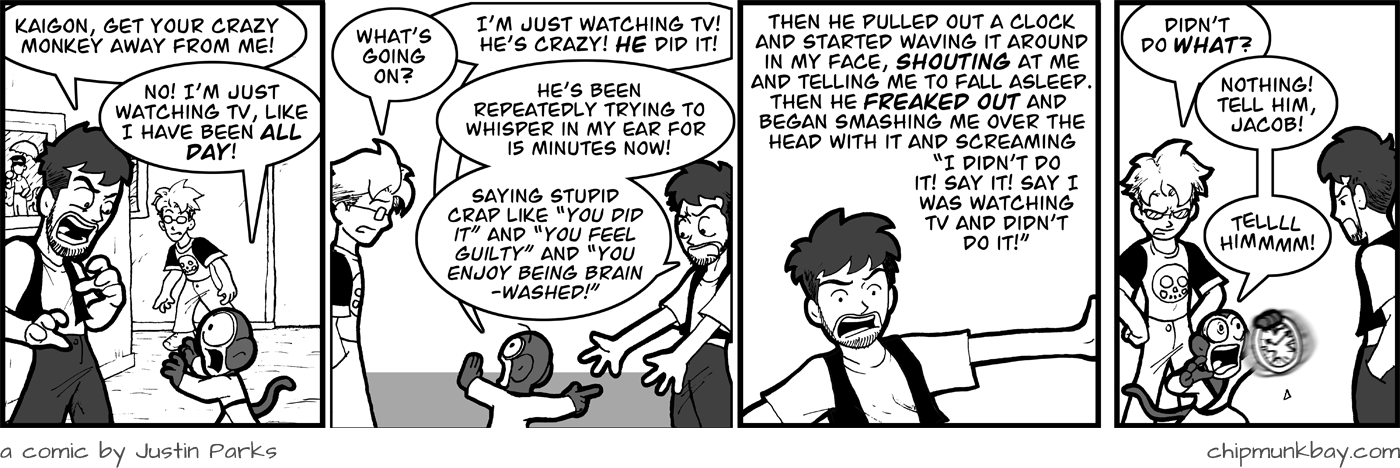 KAIGON, GET YOUR CRAZY
MONKEY AWAY FROM ME!
NO! I'M JUST
WATCHING TV, LIKE
I HAVE BEEN ALL
DAY!
WHAT'S
GOING
ON?
I'M JUST WATCHING TV!
HE'S CRAZY! HE DID IT!
HE'S BEEN
REPEATEDLY TRYING TO
WHISPER IN MY EAR FOR
15 MINUTES NOW!
SAYING STUPID
CRAP LIKE "YOU DID
IT" AND "YOU FEEL
GUILTY" AND "YOU
ENJOY BEING BRAIN
-WASHED!"
THEN HE PULLED OUT A CLOCK
AND STARTED WAVING IT AROUND
IN MY FACE, SHOUTING AT ME
AND TELLING ME TO FALL ASLEEP.
THEN HE FREAKED OUT AND
BEGAN SMASHING ME OVER THE
HEAD WITH IT AND SCREAMING
"I DIDN'T DO
IT! SAY IT! SAY I
WAS WATCHING
TV AND DIDN'T
DO IT!"
DIDN'T
DO WHAT?
NOTHING!
TELL HIM,
JACOB!
TELLLL
HIMMMM!
a comic by Justin Parks
chipmunkbay.com